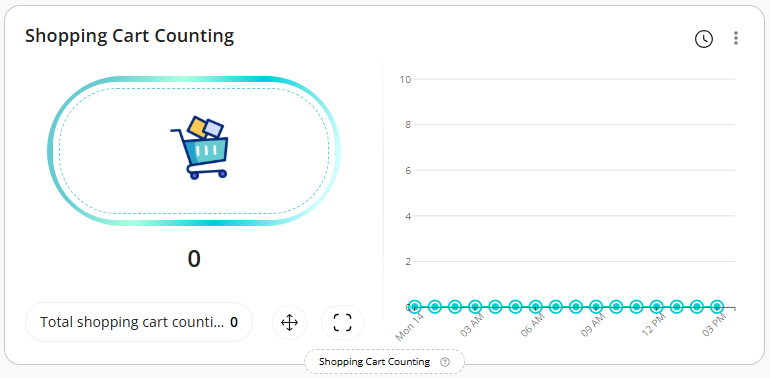 Shopping Cart Counting
0
Total shopping cart counti... 0
10
8
6
4
2
0
Mon 14
03 AM
06 AM
09 AM
12 PM
03 PM
Shopping Cart Counting ?